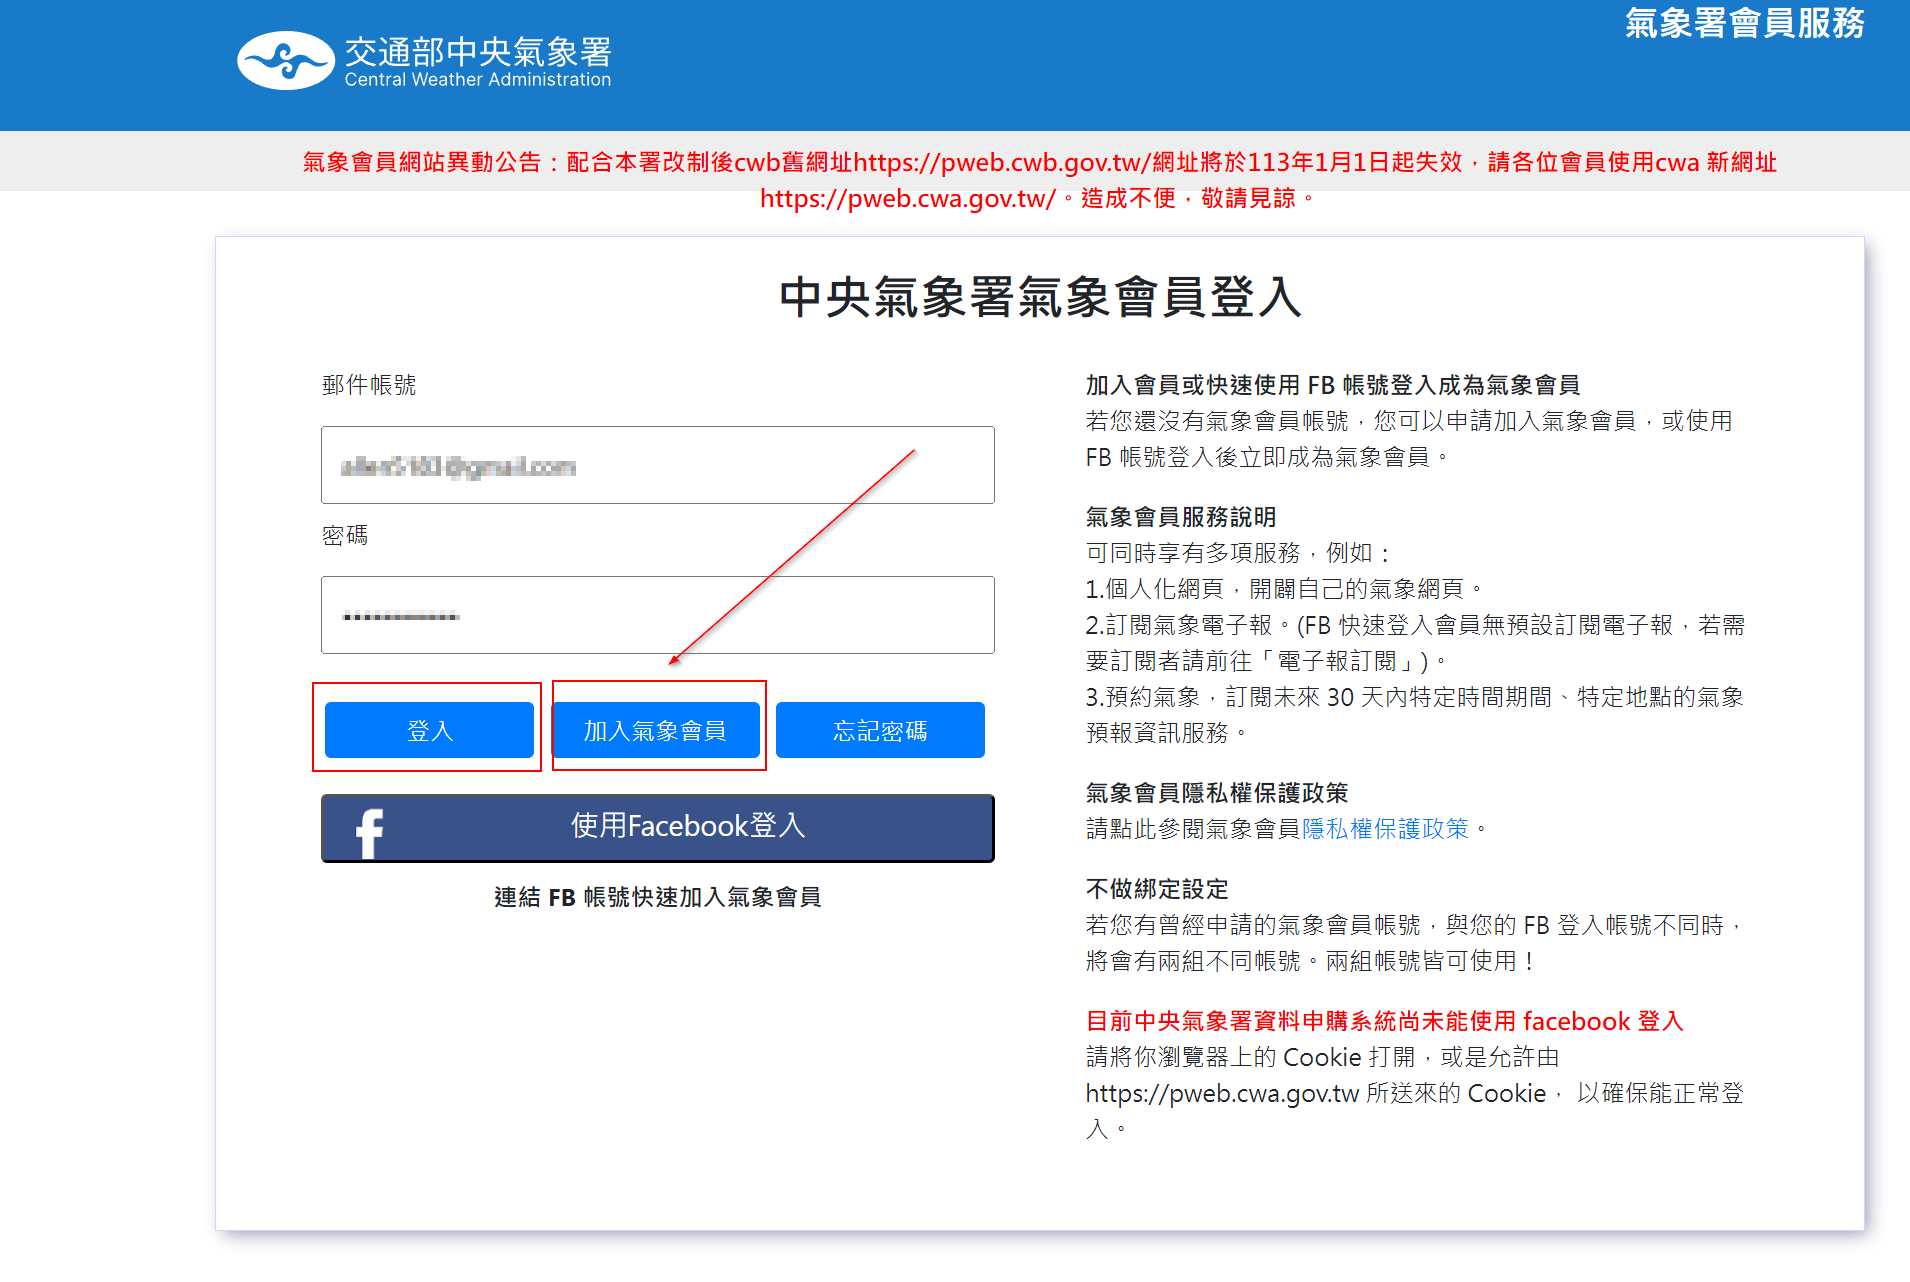 氣象署會員服務
交通部中央氣象署
Central Weather Administration
氣象會員網站異動公告：配合本署改制後cwb舊網址https://pweb.cwb.gov.tw/網址將於113年1月1日起失效，請各位會員使用cwa 新網址
https://pweb.cwa.gov.tw/。造成不便，敬請見諒。
中央氣象署氣象會員登入
郵件帳號
密碼
登入
加入氣象會員
忘記密碼
使用Facebook登入
連結 FB 帳號快速加入氣象會員
加入會員或快速使用 FB 帳號登入成為氣象會員
若您還沒有氣象會員帳號，您可以申請加入氣象會員，或使用
FB 帳號登入後立即成為氣象會員。
氣象會員服務說明
可同時享有多項服務，例如：
1.個人化網頁，開闢自己的氣象網頁。
2.訂閱氣象電子報。(FB 快速登入會員無預設訂閱電子報，若需
要訂閱者請前往「電子報訂閱」)。
3.預約氣象，訂閱未來 30 天內特定時間期間、特定地點的氣象
預報資訊服務。
氣象會員隱私權保護政策
請點此參閱氣象會員隱私權保護政策。
不做綁定設定
若您有曾經申請的氣象會員帳號，與您的 FB 登入帳號不同時，
將會有兩組不同帳號。兩組帳號皆可使用！
目前中央氣象署資料申購系統尚未能使用 facebook 登入
請將你瀏覽器上的 Cookie 打開，或是允許由
https://pweb.cwa.gov.tw 所送來的 Cookie， 以確保能正常登
入。